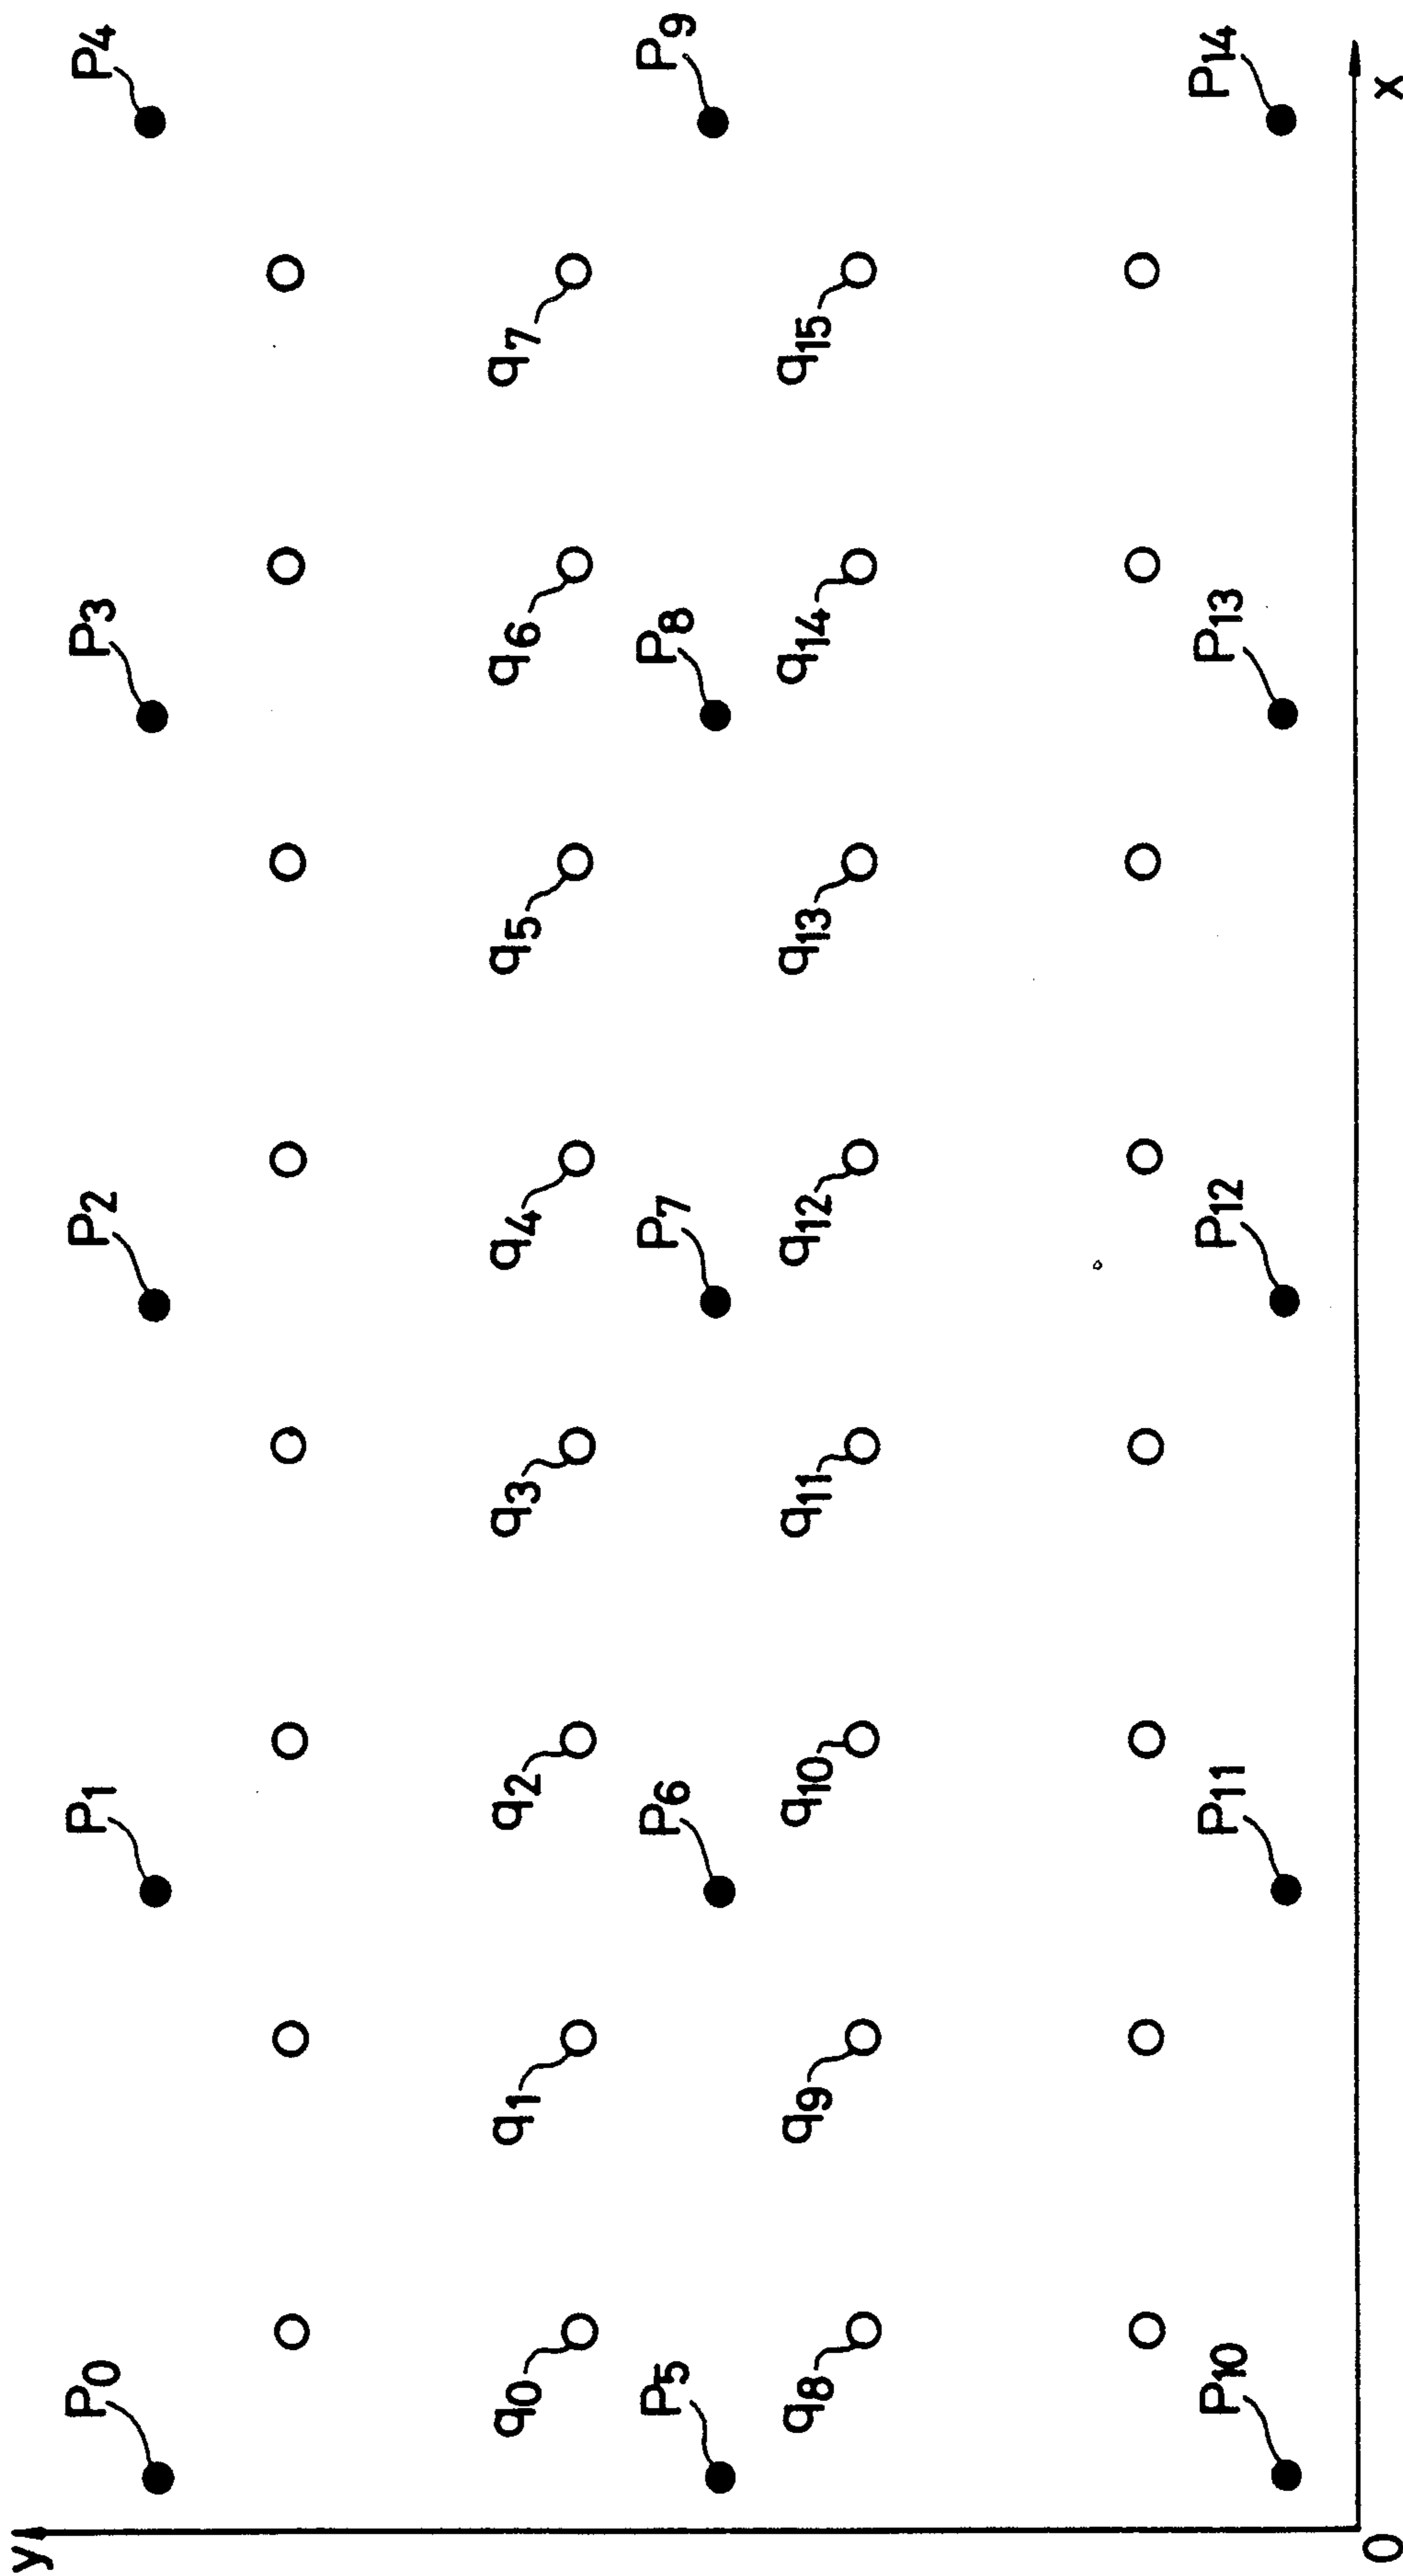 y
P0 P1 P2 P3 P4
q0 q1 q2 q3 q4 q5 q6 q7
P5 P6 P7 P8 P9
q8 q9 q10 q11 q12 q13 q14 q15
P10 P11 P12 P13 P14
0 x